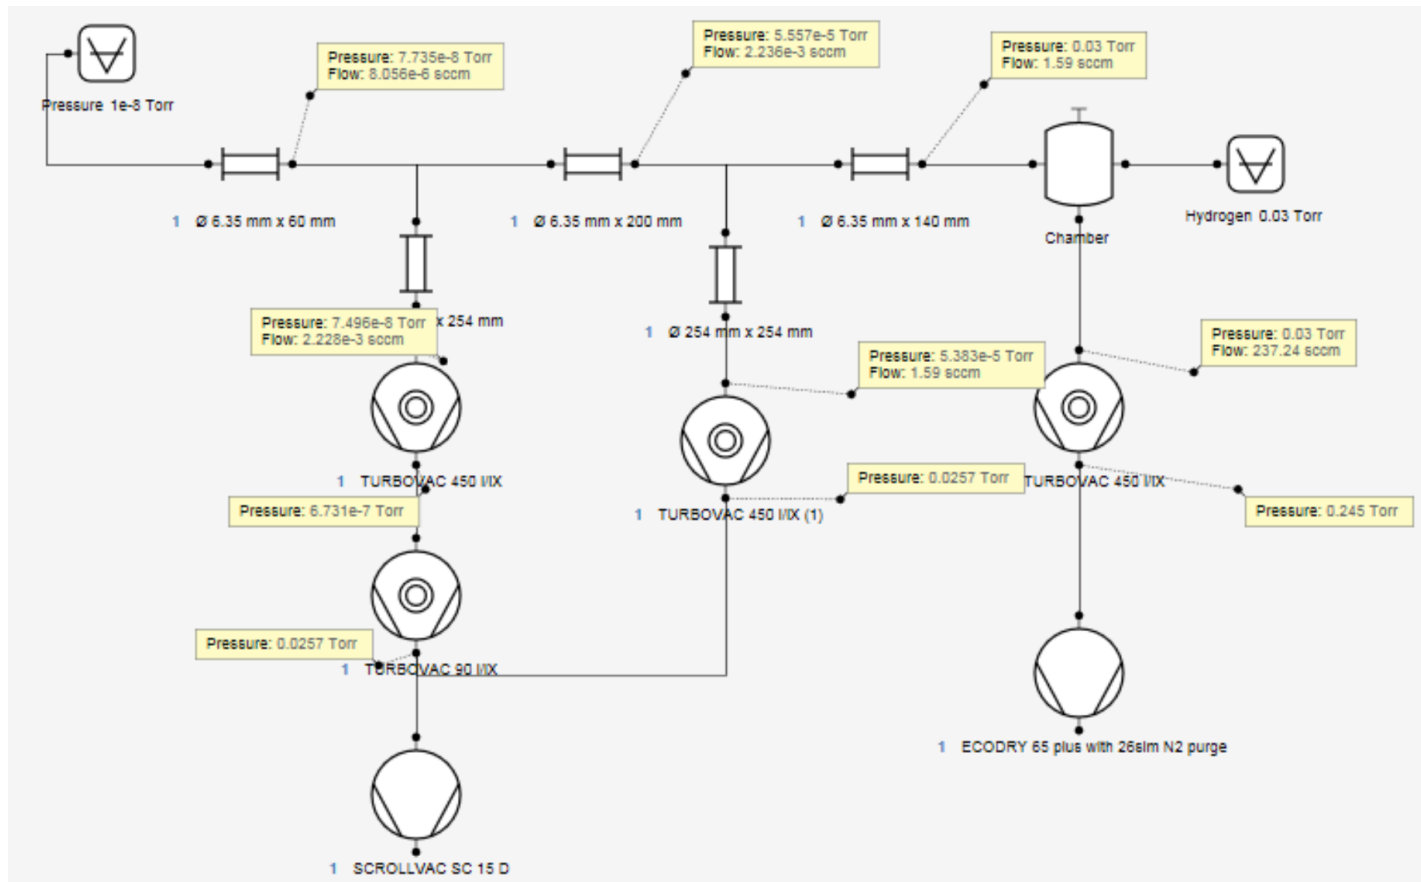 Pressure: 5.557e-5 Torr
Flow: 2.236e-3 sccm
Pressure: 0.03 Torr
Flow: 1.59 sccm
Pressure: 7.735e-8 Torr
Flow: 8.056e-6 sccm
Pressure 1e-8 Torr
1 Ø 6.35 mm x 60 mm
1 Ø 6.35 mm x 200 mm
1 Ø 6.35 mm x 140 mm
Hydrogen 0.03 Torr
Chamber
Pressure: 7.496e-8 Torr
Flow: 2.228e-3 sccm
x 254 mm
1 Ø 254 mm x 254 mm
Pressure: 0.03 Torr
Flow: 237.24 sccm
Pressure: 5.383e-5 Torr
Flow: 1.59 sccm
1 TURBOVAC 450 i/iX
Pressure: 0.0257 Torr
TURBOVAC 450 i/iX
Pressure: 6.731e-7 Torr
1 TURBOVAC 450 i/iX (1)
Pressure: 0.245 Torr
Pressure: 0.0257 Torr
1 TURBOVAC 90 i/iX
1 ECODRY 65 plus with 26slm N2 purge
1 SCROLLVAC SC 15 D